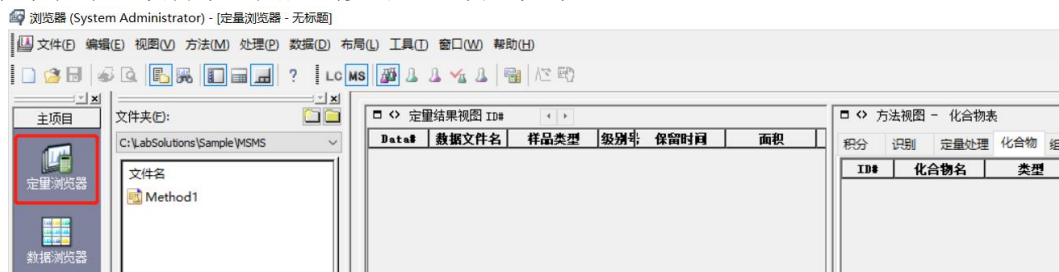 浏览器 (System Administrator) - [定量浏览器 - 无标题]
文件(F) 编辑(E) 视图(V) 方法(M) 处理(P) 数据(D) 布局(L) 工具(T) 窗口(W) 帮助(H)
? LC MS
主项目
定量浏览器
数据浏览器
文件夹(F):
C:\LabSolutions\Sample\MSMS
文件名
Method1
定量结果视图 ID#
Data# 数据文件名 样品类型 级别号 保留时间 面积
方法视图 - 化合物表
积分 识别 定量处理 化合物
ID# 化合物名 类型